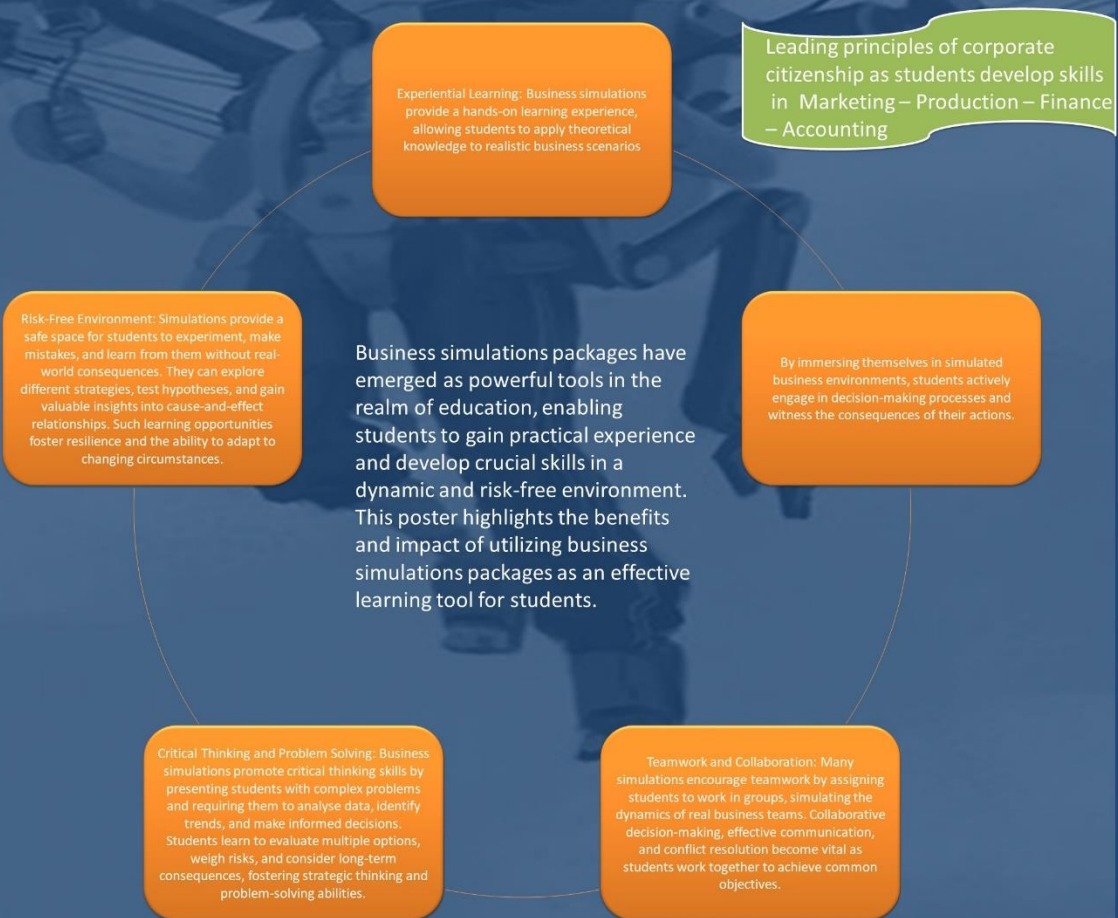 Leading principles of corporate
citizenship as students develop skills
in Marketing – Production – Finance
– Accounting
Experiential Learning: Business simulations
provide a hands-on learning experience,
allowing students to apply theoretical
knowledge to realistic business scenarios
By immersing themselves in simulated
business environments, students actively
engage in decision-making processes and
witness the consequences of their actions.
Teamwork and Collaboration: Many
simulations encourage teamwork by assigning
students to work in groups, simulating the
dynamics of real business teams. Collaborative
decision-making, effective communication,
and conflict resolution become vital as
students work together to achieve common
objectives.
Critical Thinking and Problem Solving: Business
simulations promote critical thinking skills by
presenting students with complex problems
and requiring them to analyse data, identify
trends, and make informed decisions.
Students learn to evaluate multiple options,
weigh risks, and consider long-term
consequences, fostering strategic thinking and
problem-solving abilities.
Risk-Free Environment: Simulations provide a
safe space for students to experiment, make
mistakes, and learn from them without real-
world consequences. They can explore
different strategies, test hypotheses, and gain
valuable insights into cause-and-effect
relationships. Such learning opportunities
foster resilience and the ability to adapt to
changing circumstances.
Business simulations packages have
emerged as powerful tools in the
realm of education, enabling
students to gain practical experience
and develop crucial skills in a
dynamic and risk-free environment.
This poster highlights the benefits
and impact of utilizing business
simulations packages as an effective
learning tool for students.